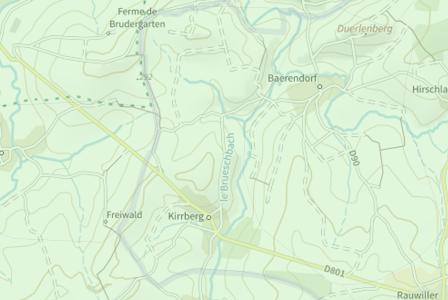 Ferme de
Brudergarten
Duerlenberg
Baerendorf
Hirschla
le Brueschbach
D90
Freiwald
Kirrberg
D801
Rauwiller